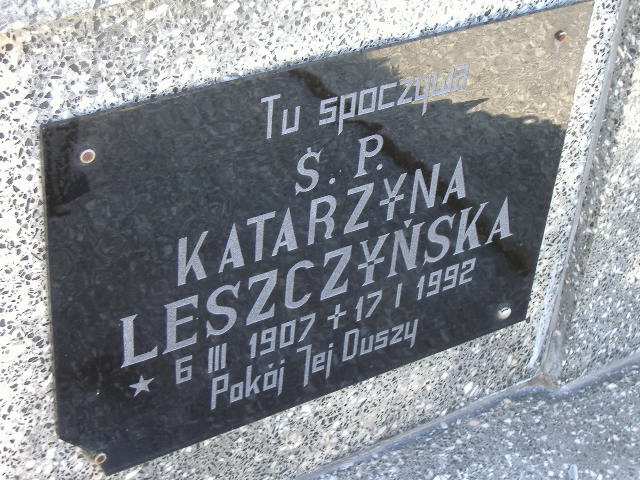 Tu spoczywa
Ś. P.
KATARZYNA
LESZCZYŃSKA
★ 6 III 1907 + 17 I 1992
Pokój Jej Duszy